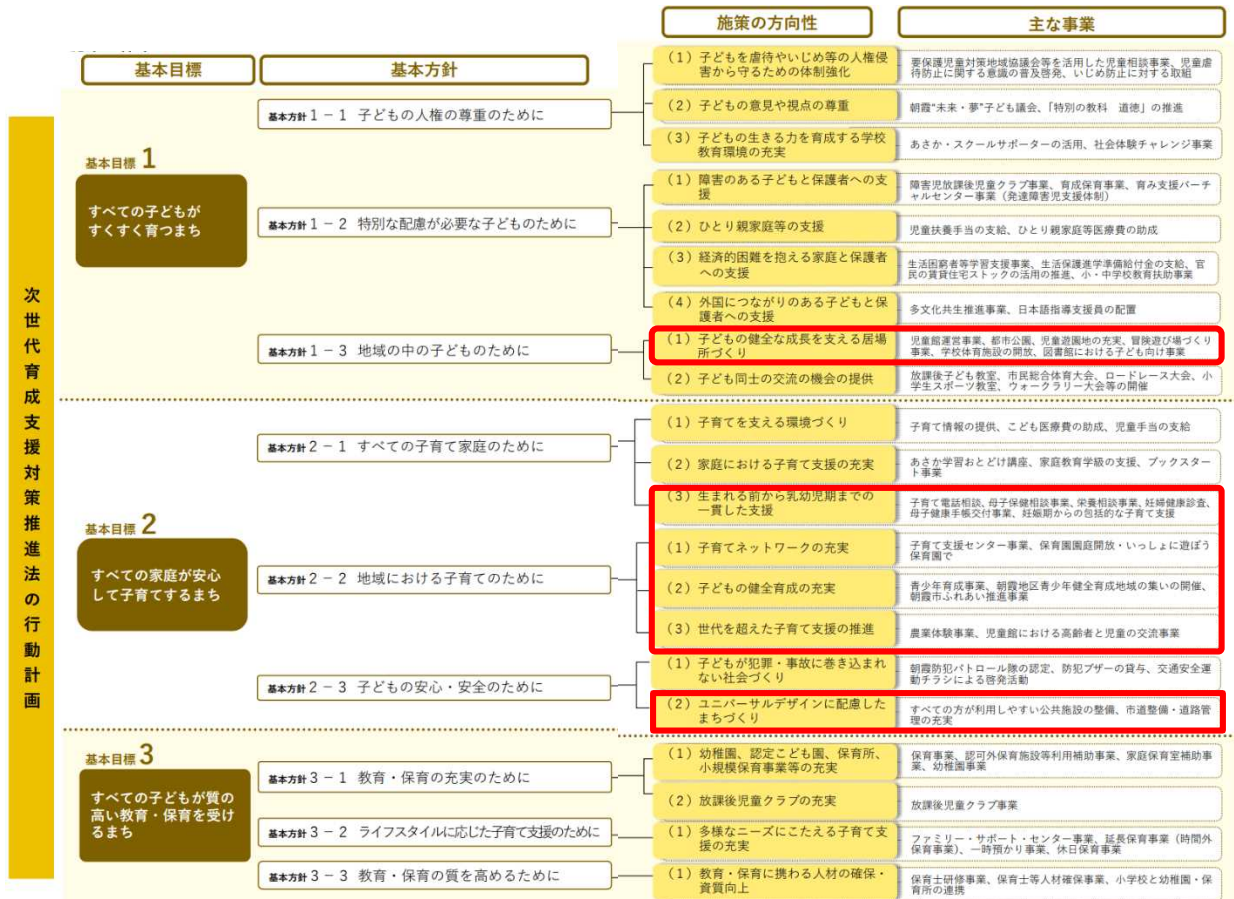 施策の方向性
主な事業
基本目標
基本方針
次世代育成支援対策推進法の行動計画
基本目標 1
すべての子どもが
すくすく育つまち
基本方針 1 － 1 子どもの人権の尊重のために
(1) 子どもを虐待やいじめ等の人権侵
害から守るための体制強化
要保護児童対策地域協議会等を活用した児童相談事業、児童虐
待防止に関する意識の普及啓発、いじめ防止に対する取組
(2) 子どもの意見や視点の尊重
朝霞“未来・夢”子ども議会、「特別の教科　道徳」の推進
(3) 子どもの生きる力を育成する学校
教育環境の充実
あさか・スクールサポーターの活用、社会体験チャレンジ事業
基本方針 1 － 2 特別な配慮が必要な子どものために
(1) 障害のある子どもと保護者への支
援
障害児放課後児童クラブ事業、育成保育事業、育み支援バーチ
ャルセンター事業（発達障害児支援体制）
(2) ひとり親家庭等の支援
児童扶養手当の支給、ひとり親家庭等医療費の助成
(3) 経済的困難を抱える家庭と保護者
への支援
生活困窮者等学習支援事業、生活保護進学準備給付金の支給、官
民の賃貸住宅ストックの活用の推進、小・中学校教育扶助事業
(4) 外国につながりのある子どもと保
護者への支援
多文化共生推進事業、日本語指導支援員の配置
基本方針 1 － 3 地域の中の子どものために
(1) 子どもの健全な成長を支える居場
所づくり
児童館運営事業、都市公園、児童遊園地の充実、冒険遊び場づくり
事業、学校体育施設の開放、図書館における子ども向け事業
(2) 子ども同士の交流の機会の提供
放課後子ども教室、市民総合体育大会、ロードレース大会、小
学生スポーツ教室、ウォークラリー大会等の開催
基本目標 2
すべての家庭が安心
して子育てするまち
基本方針 2 － 1 すべての子育て家庭のために
(1) 子育てを支える環境づくり
子育て情報の提供、こども医療費の助成、児童手当の支給
(2) 家庭における子育て支援の充実
あさか学習おとどけ講座、家庭教育学級の支援、ブックスター
ト事業
(3) 生まれる前から乳幼児期までの
一貫した支援
子育て電話相談、母子保健相談事業、栄養相談事業、妊婦健康診査、
母子健康手帳交付事業、妊娠期からの包括的な子育て支援
基本方針 2 － 2 地域における子育てのために
(1) 子育てネットワークの充実
子育て支援センター事業、保育園園庭開放・いっしょに遊ぼう
保育園で
(2) 子どもの健全育成の充実
青少年育成事業、朝霞地区青少年健全育成地域の集いの開催、
朝霞市ふれあい推進事業
(3) 世代を超えた子育て支援の推進
農業体験事業、児童館における高齢者と児童の交流事業
基本方針 2 － 3 子どもの安心・安全のために
(1) 子どもが犯罪・事故に巻き込まれ
ない社会づくり
朝霞防犯パトロール隊の認定、防犯ブザーの貸与、交通安全運
動チラシによる啓発活動
(2) ユニバーサルデザインに配慮した
まちづくり
すべての方が利用しやすい公共施設の整備、市道整備・道路管
理の充実
基本目標 3
すべての子どもが質の
高い教育・保育を受け
るまち
基本方針 3 － 1 教育・保育の充実のために
(1) 幼稚園、認定こども園、保育所、
小規模保育事業等の充実
保育事業、認可外保育施設等利用補助事業、家庭保育室補助事
業、幼稚園事業
(2) 放課後児童クラブの充実
放課後児童クラブ事業
基本方針 3 － 2 ライフスタイルに応じた子育て支援のために
(1) 多様なニーズにこたえる子育て支
援の充実
ファミリー・サポート・センター事業、延長保育事業（時間外
保育事業）、一時預かり事業、休日保育事業
基本方針 3 － 3 教育・保育の質を高めるために
(1) 教育・保育に携わる人材の確保・
資質向上
保育士研修事業、保育士等人材確保事業、小学校と幼稚園・保
育所の連携